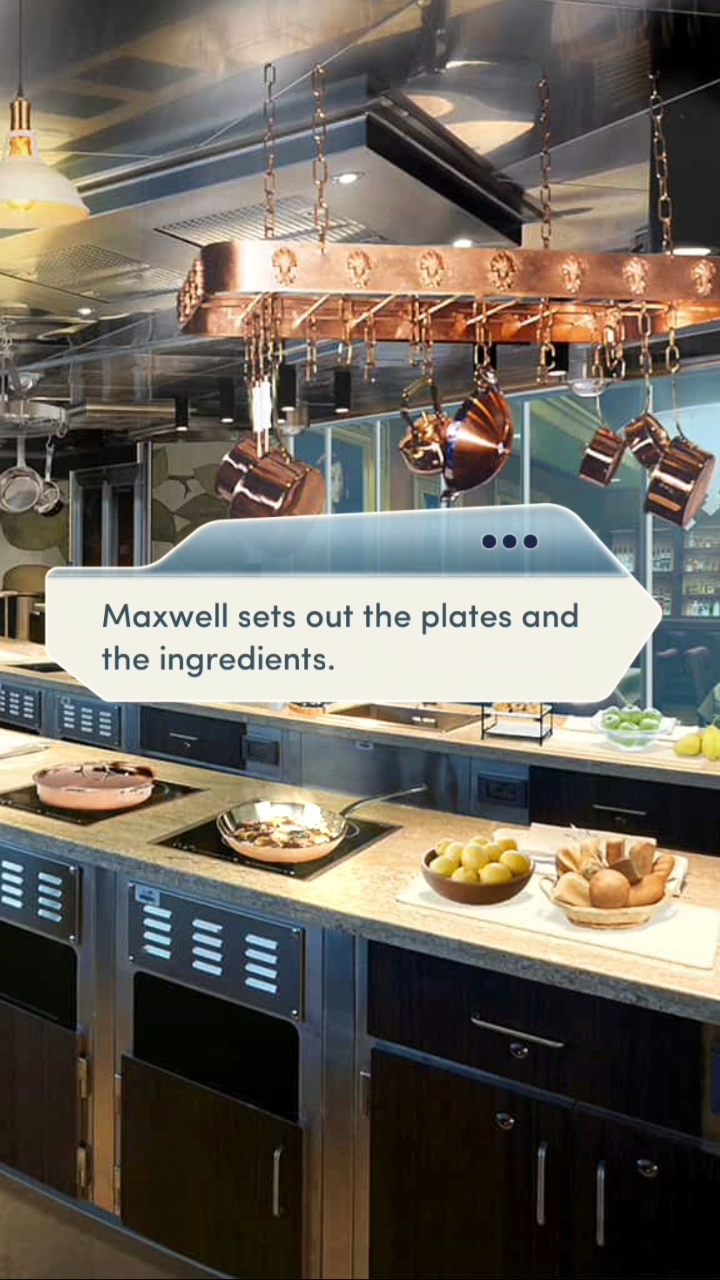 Maxwell sets out the plates and
the ingredients.